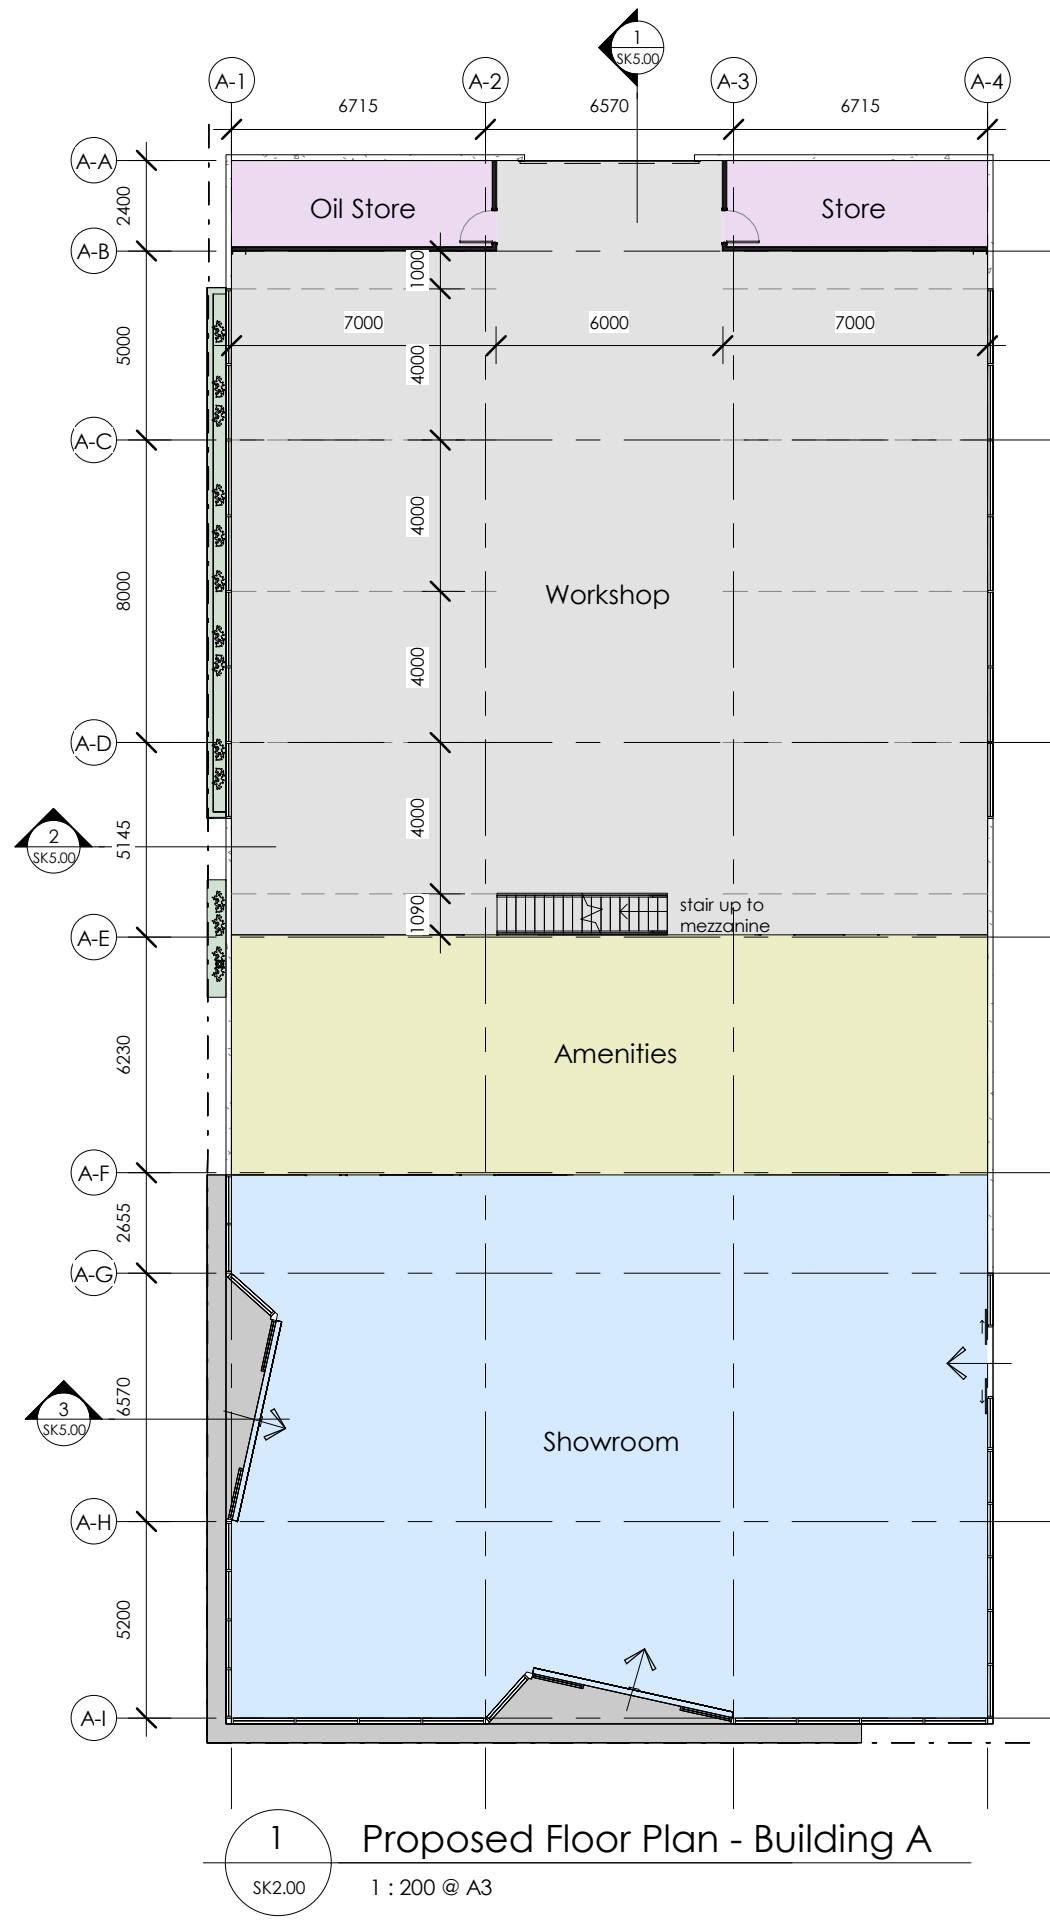 1
SK5.00
A-1
A-2
A-3
A-4
6715
6570
6715
A-A
2400
Oil Store
Store
A-B
1000
7000
6000
7000
5000
4000
A-C
4000
8000
Workshop
4000
A-D
2
SK5.00
5145
4000
1090
stair up to
mezzanine
A-E
6230
Amenities
A-F
2655
A-G
3
SK5.00
6570
Showroom
A-H
5200
A-I
1
SK2.00
Proposed Floor Plan - Building A
1 : 200 @ A3